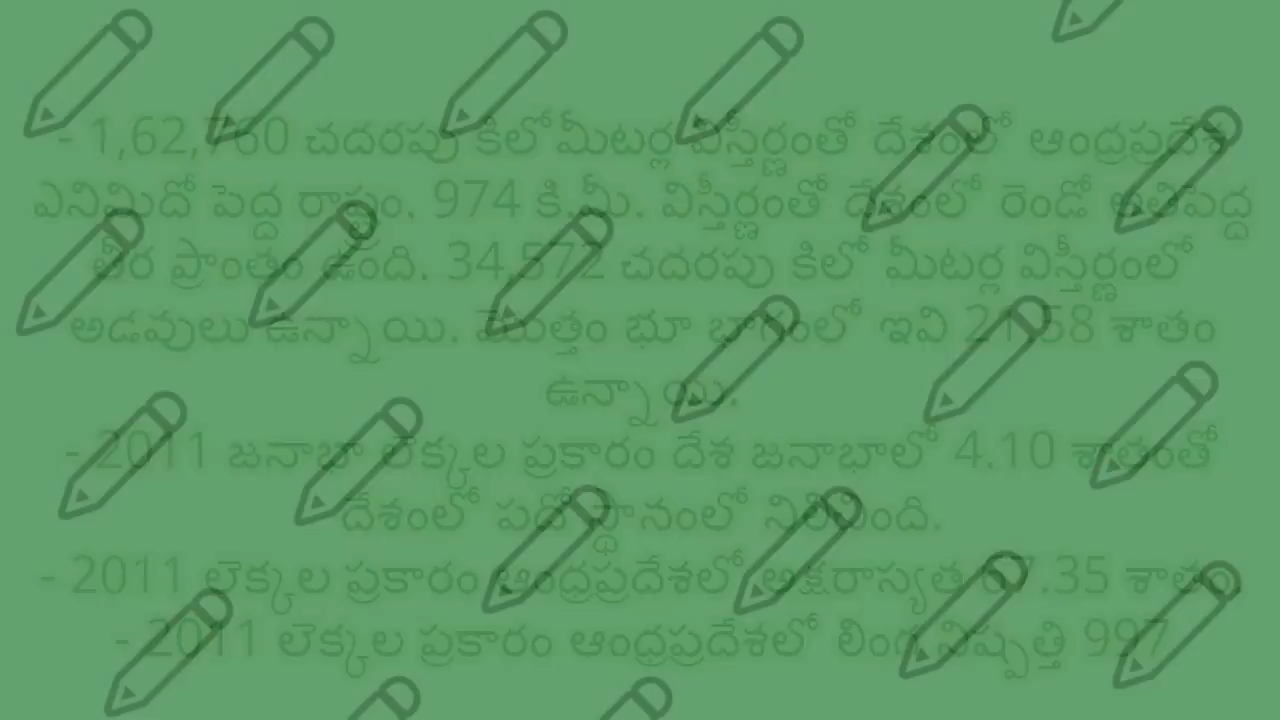 - 1,62,760 చదరపు కిలోమీటర్ల విస్తీర్ణంతో దేశంలో ఆంధ్రప్రదేశ్
ఎనిమిదో పెద్ద రాష్ట్రం. 974 కి.మీ. విస్తీర్ణంతో దేశంలో రెండో అతిపెద్ద
తీర ప్రాంతం ఉంది. 34,572 చదరపు కిలో మీటర్ల విస్తీర్ణంలో
అడవులు ఉన్నాయి. మొత్తం భూ భాగంలో ఇవి 21.58 శాతం
ఉన్నాయి.
- 2011 జనాభా లెక్కల ప్రకారం దేశ జనాభాలో 4.10 శాతంతో
దేశంలో పదో స్థానంలో నిలిచింది.
- 2011 లెక్కల ప్రకారం ఆంధ్రప్రదేశలో అక్షరాస్యత 67.35 శాతం
- 2011 లెక్కల ప్రకారం ఆంధ్రప్రదేశలో లింగ నిష్పత్తి 997